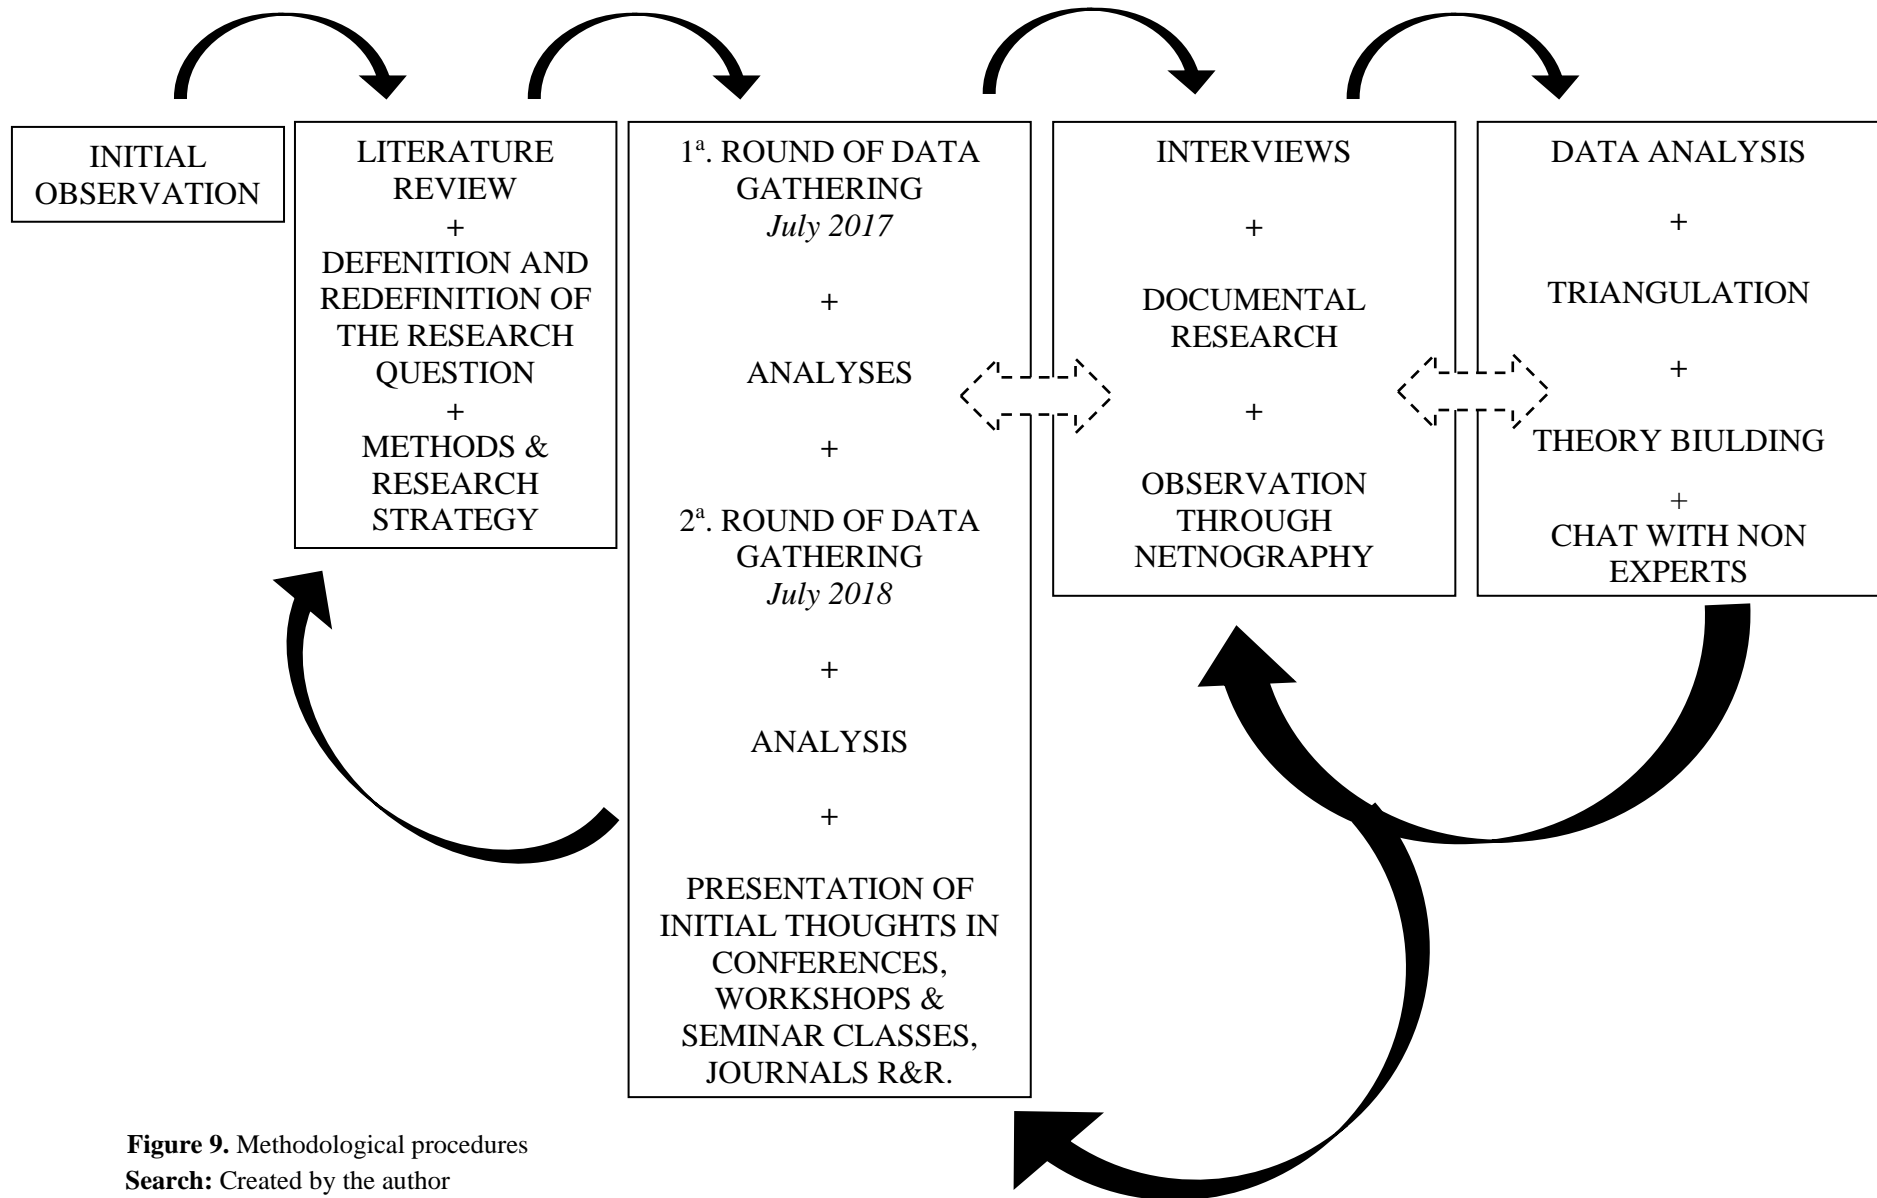 INITIAL
OBSERVATION
LITERATURE
REVIEW
+
DEFENITION AND
REDEFINITION OF
THE RESEARCH
QUESTION
+
METHODS &
RESEARCH
STRATEGY
1ª. ROUND OF DATA
GATHERING
July 2017
+
ANALYSES
+
2ª. ROUND OF DATA
GATHERING
July 2018
+
ANALYSIS
+
PRESENTATION OF
INITIAL THOUGHTS IN
CONFERENCES,
WORKSHOPS &
SEMINAR CLASSES,
JOURNALS R&R.
INTERVIEWS
+
DOCUMENTAL
RESEARCH
+
OBSERVATION
THROUGH
NETNOGRAPHY
DATA ANALYSIS
+
TRIANGULATION
+
THEORY BIULDING
+
CHAT WITH NON
EXPERTS
Figure 9. Methodological procedures
Search: Created by the author